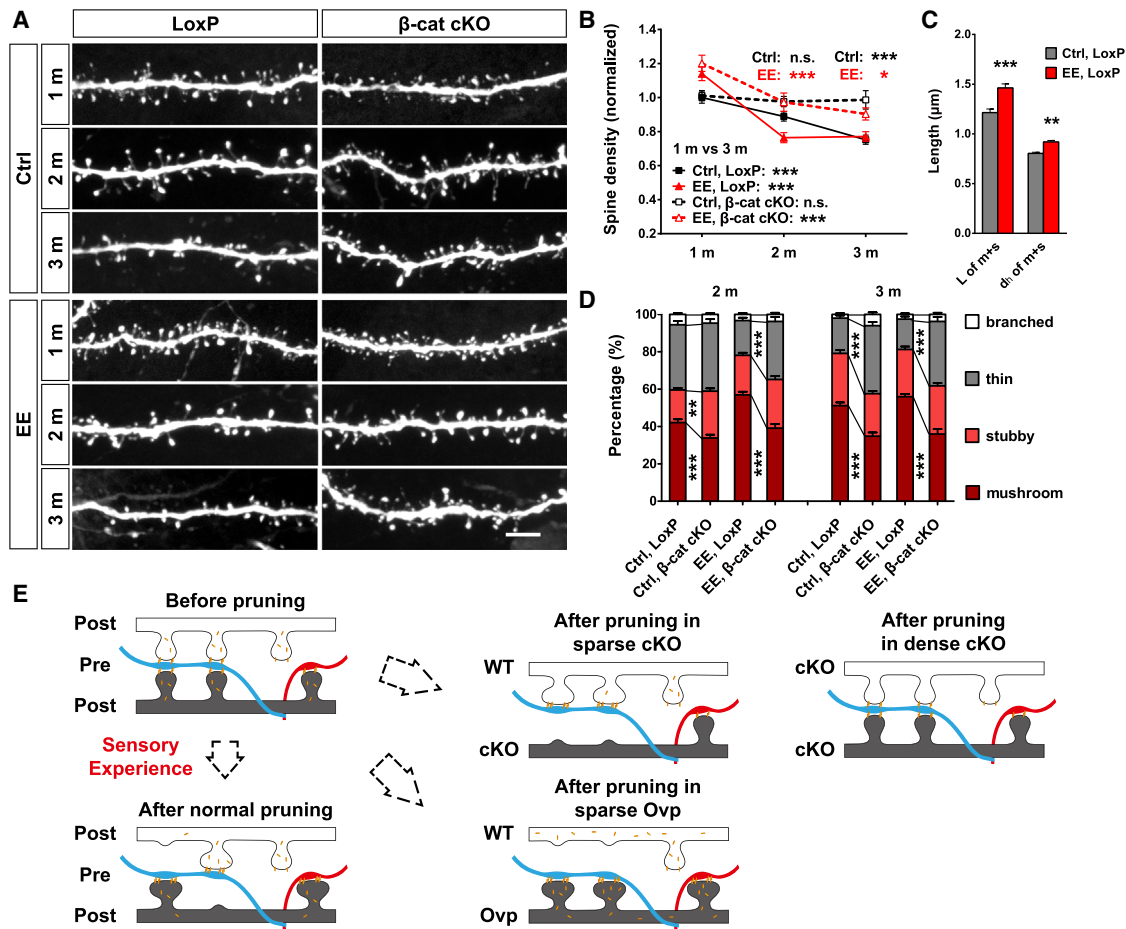 A
LoxP
β-cat cKO
Ctrl
1 m
2 m
3 m
EE
1 m
2 m
3 m
B
Spine density (normalized)
1.4
1.2
1.0
0.8
0.6
0.4
0.2
Ctrl: n.s.
EE: ***
Ctrl: ***
EE: *
1 m vs 3 m
Ctrl, LoxP: ***
EE, LoxP: ***
Ctrl, β-cat cKO: n.s.
EE, β-cat cKO: ***
1 m
2 m
3 m
C
Length (μm)
2.0
1.5
1.0
0.5
0.0
***
**
Ctrl, LoxP
EE, LoxP
L of m+s
dh of m+s
D
2 m
3 m
Percentage (%)
100%
80
60
40
20
0
**
***
***
***
***
***
***
***
branched
thin
stubby
mushroom
Ctrl, LoxP
Ctrl, β-cat cKO
EE, LoxP
EE, β-cat cKO
Ctrl, LoxP
Ctrl, β-cat cKO
EE, LoxP
EE, β-cat cKO
E
Before pruning
Post
Pre
Post
Sensory
Experience
After normal pruning
Post
Pre
Post
After pruning in
sparse cKO
WT
cKO
After pruning
in dense cKO
cKO
cKO
After pruning in
sparse Ovp
WT
Ovp